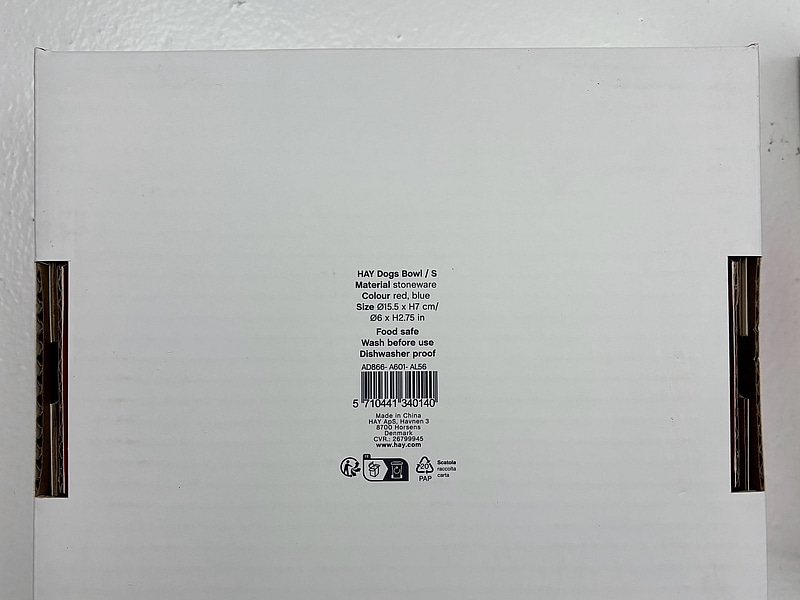 HAY Dogs Bowl / S
Material stoneware
Colour red, blue
Size Ø15.5 x H7 cm/
Ø6 x H2.75 in
Food safe
Wash before use
Dishwasher proof
AD866- A601- AL56
5 710441 340140
Made in China
HAY ApS, Havnen 3
8700 Horsens
Denmark
CVR.: 26799945
www.hay.com
FR
20
PAP
Scatola
raccolta
carta